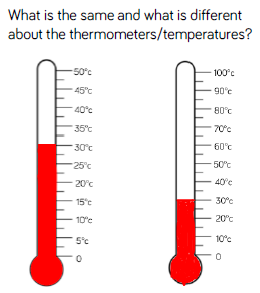 What is the same and what is different
about the thermometers/temperatures?
50°c
45°c
40°c
35°c
30°c
25°c
20°c
15°c
10°c
5°c
0
100°c
90°c
80°c
70°c
60°c
50°c
40°c
30°c
20°c
10°c
0